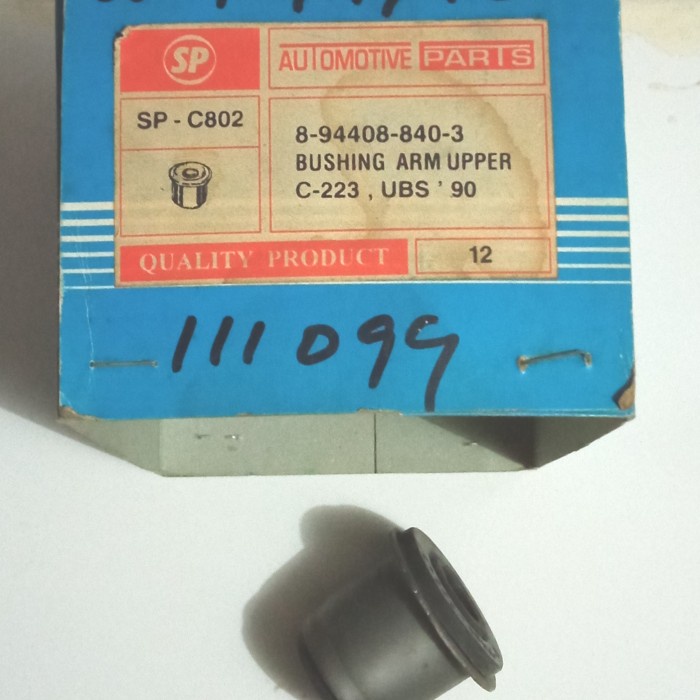 SP
AUTOMOTIVE PARTS
SP - C802
8-94408-840-3
BUSHING ARM UPPER
C-223 , UBS ' 90
QUALITY PRODUCT
12
111099